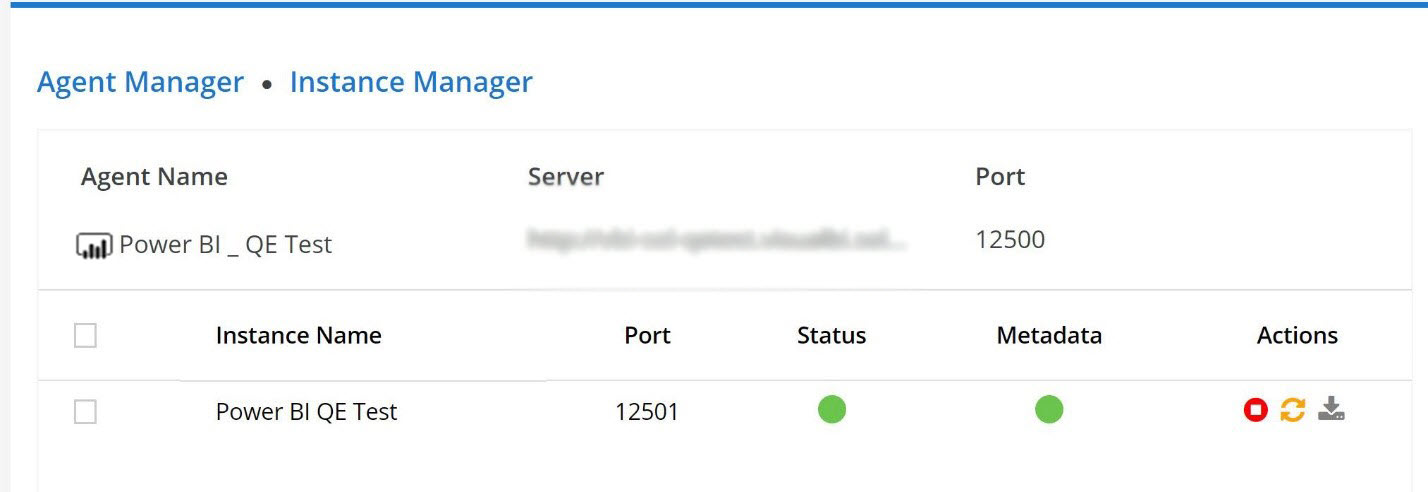 Agent Manager • Instance Manager
Agent Name Server Port
Power BI _ QE Test 12500
Instance Name Port Status Metadata Actions
Power BI QE Test 12501